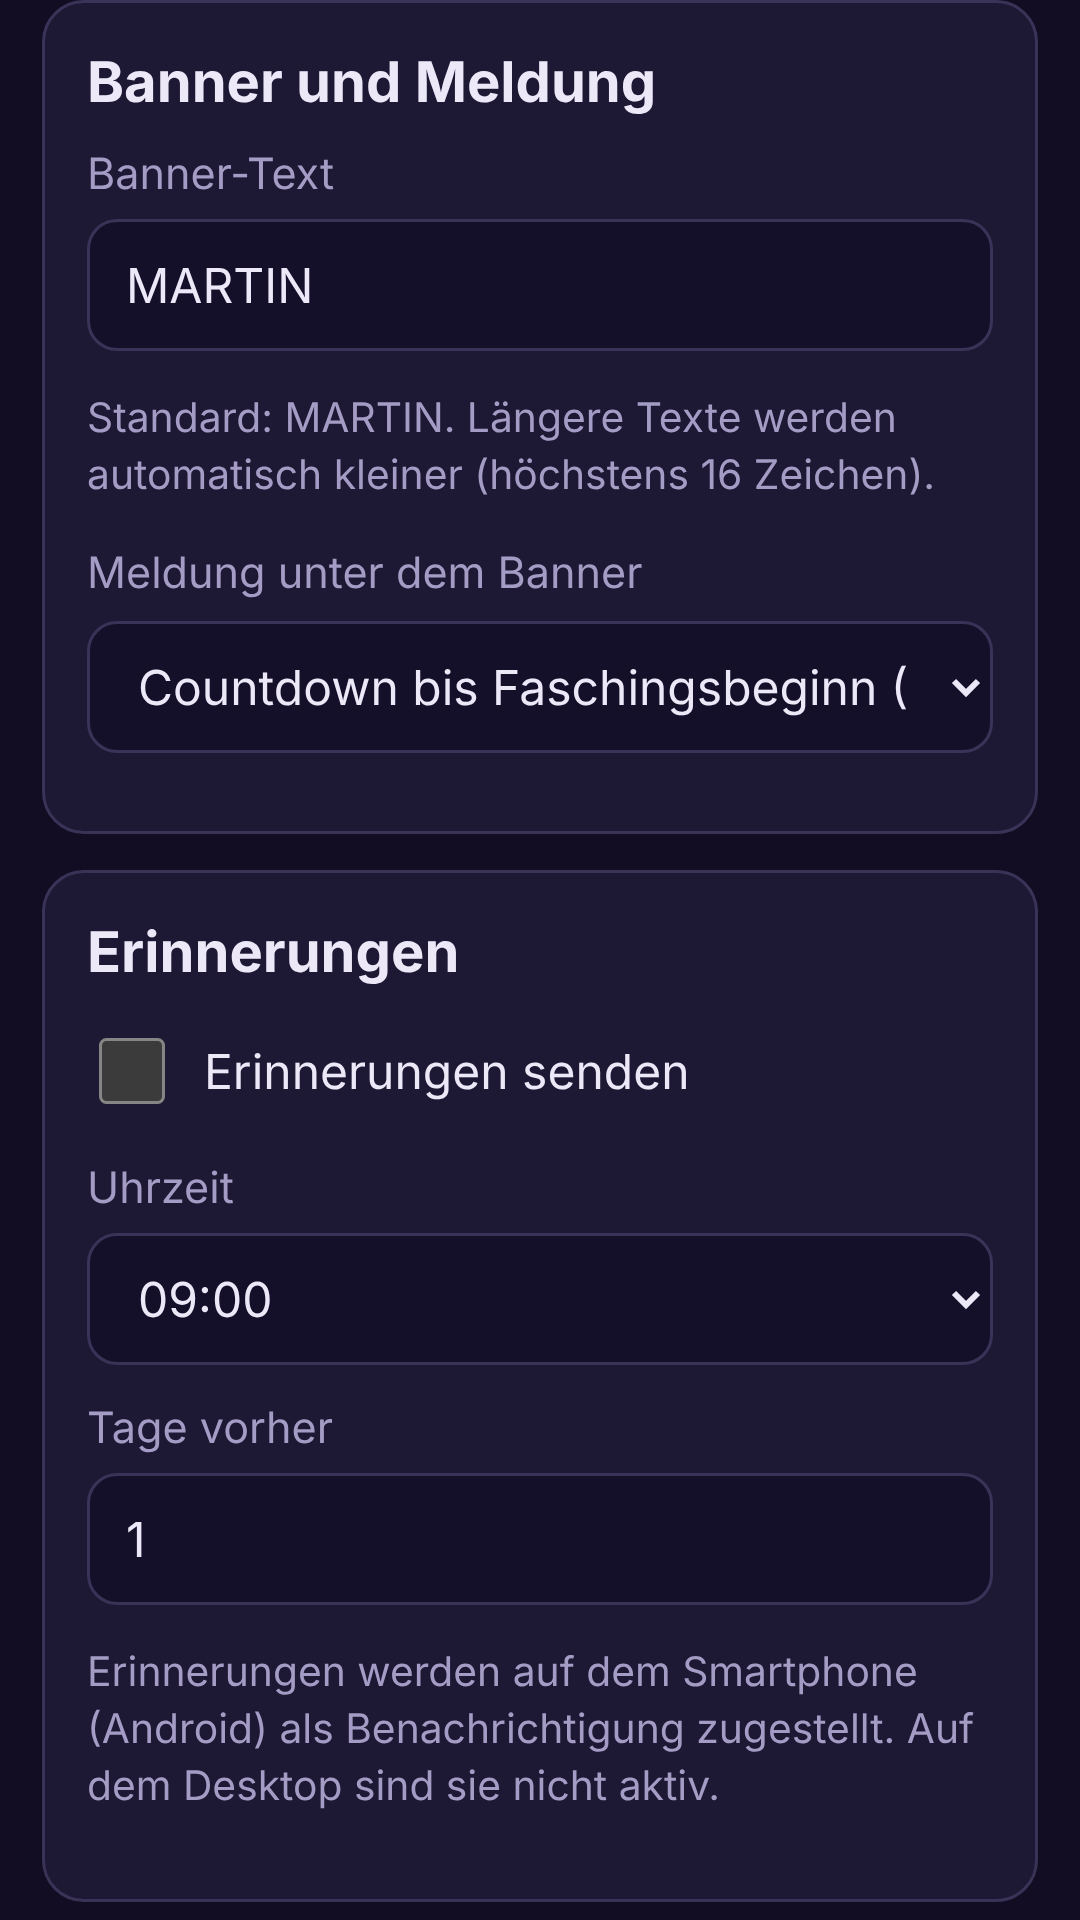 Banner und Meldung
Banner-Text
MARTIN
Standard: MARTIN. Längere Texte werden
automatisch kleiner (höchstens 16 Zeichen).
Meldung unter dem Banner
Countdown bis Faschingsbeginn (
Erinnerungen
Erinnerungen senden
Uhrzeit
09:00
Tage vorher
1
Erinnerungen werden auf dem Smartphone
(Android) als Benachrichtigung zugestellt. Auf
dem Desktop sind sie nicht aktiv.